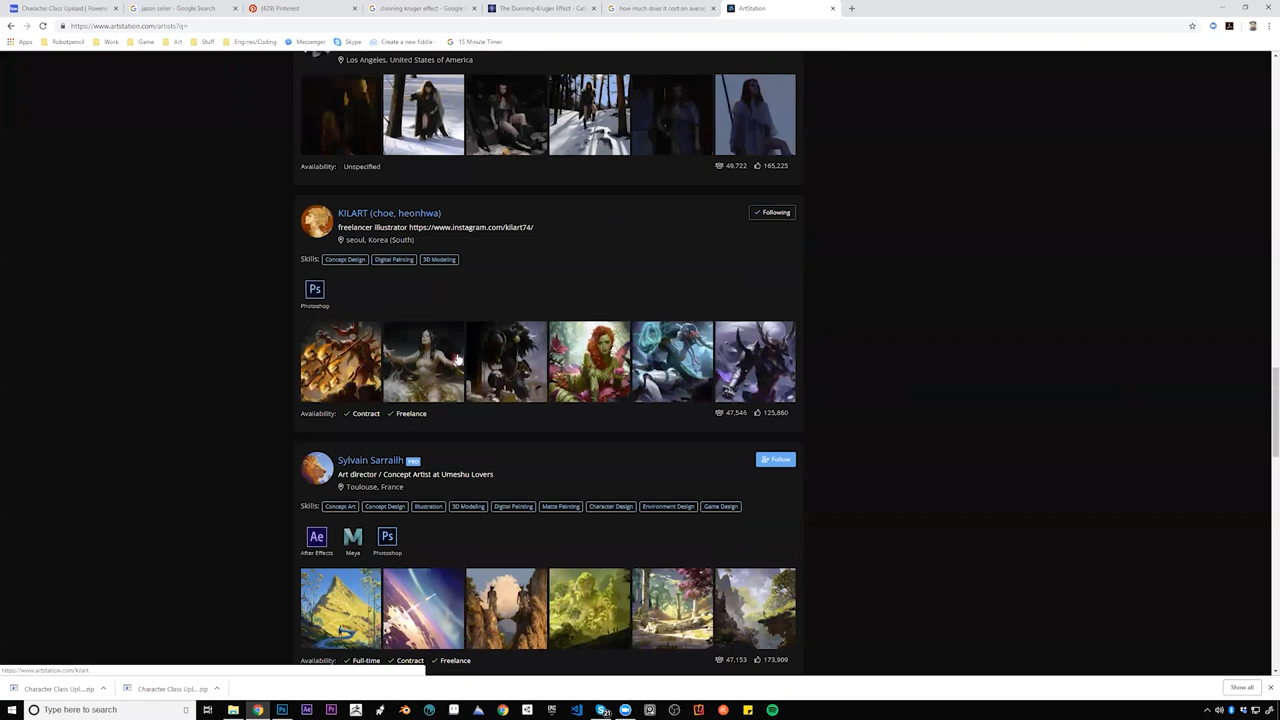 Character Class Upload | Powere
jason seiler - Google Search
(429) Pinterest
dunning kruger effect - Google
The Dunning-Kruger Effect - Cal
how much does it cost on avera
ArtStation
https://www.artstation.com/artists?q=
Apps
Robotpencil
Work
Game
Art
Stuff
Engines/Coding
Messenger
Skype
Create a new fiddle
15 Minute Timer
Los Angeles, United States of America
Availability: Unspecified
49,722 165,225
KILART (choe, heonhwa)
Following
freelancer illustrator https://www.instagram.com/kilart74/
seoul, Korea (South)
Skills: Concept Design Digital Painting 3D Modeling
Ps
Photoshop
Availability: Contract Freelance
47,546 125,860
Sylvain Sarrailh PRO
Follow
Art director / Concept Artist at Umeshu Lovers
Toulouse, France
Skills: Concept Art Concept Design Illustration 3D Modeling Digital Painting Matte Painting Character Design Environment Design Game Design
Ae Ps
After Effects Maya Photoshop
Availability: Full-time Contract Freelance
47,153 173,909
https://www.artstation.com/kilart
Character Class Upl....zip
Character Class Upl....zip
Show all
Type here to search